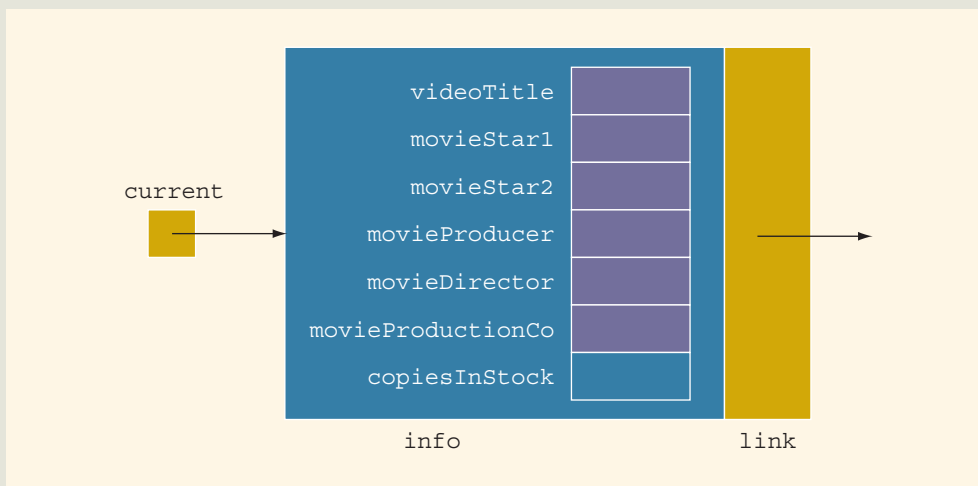 videoTitle
movieStar1
movieStar2
current
movieProducer
movieDirector
movieProductionCo
copiesInStock
info link